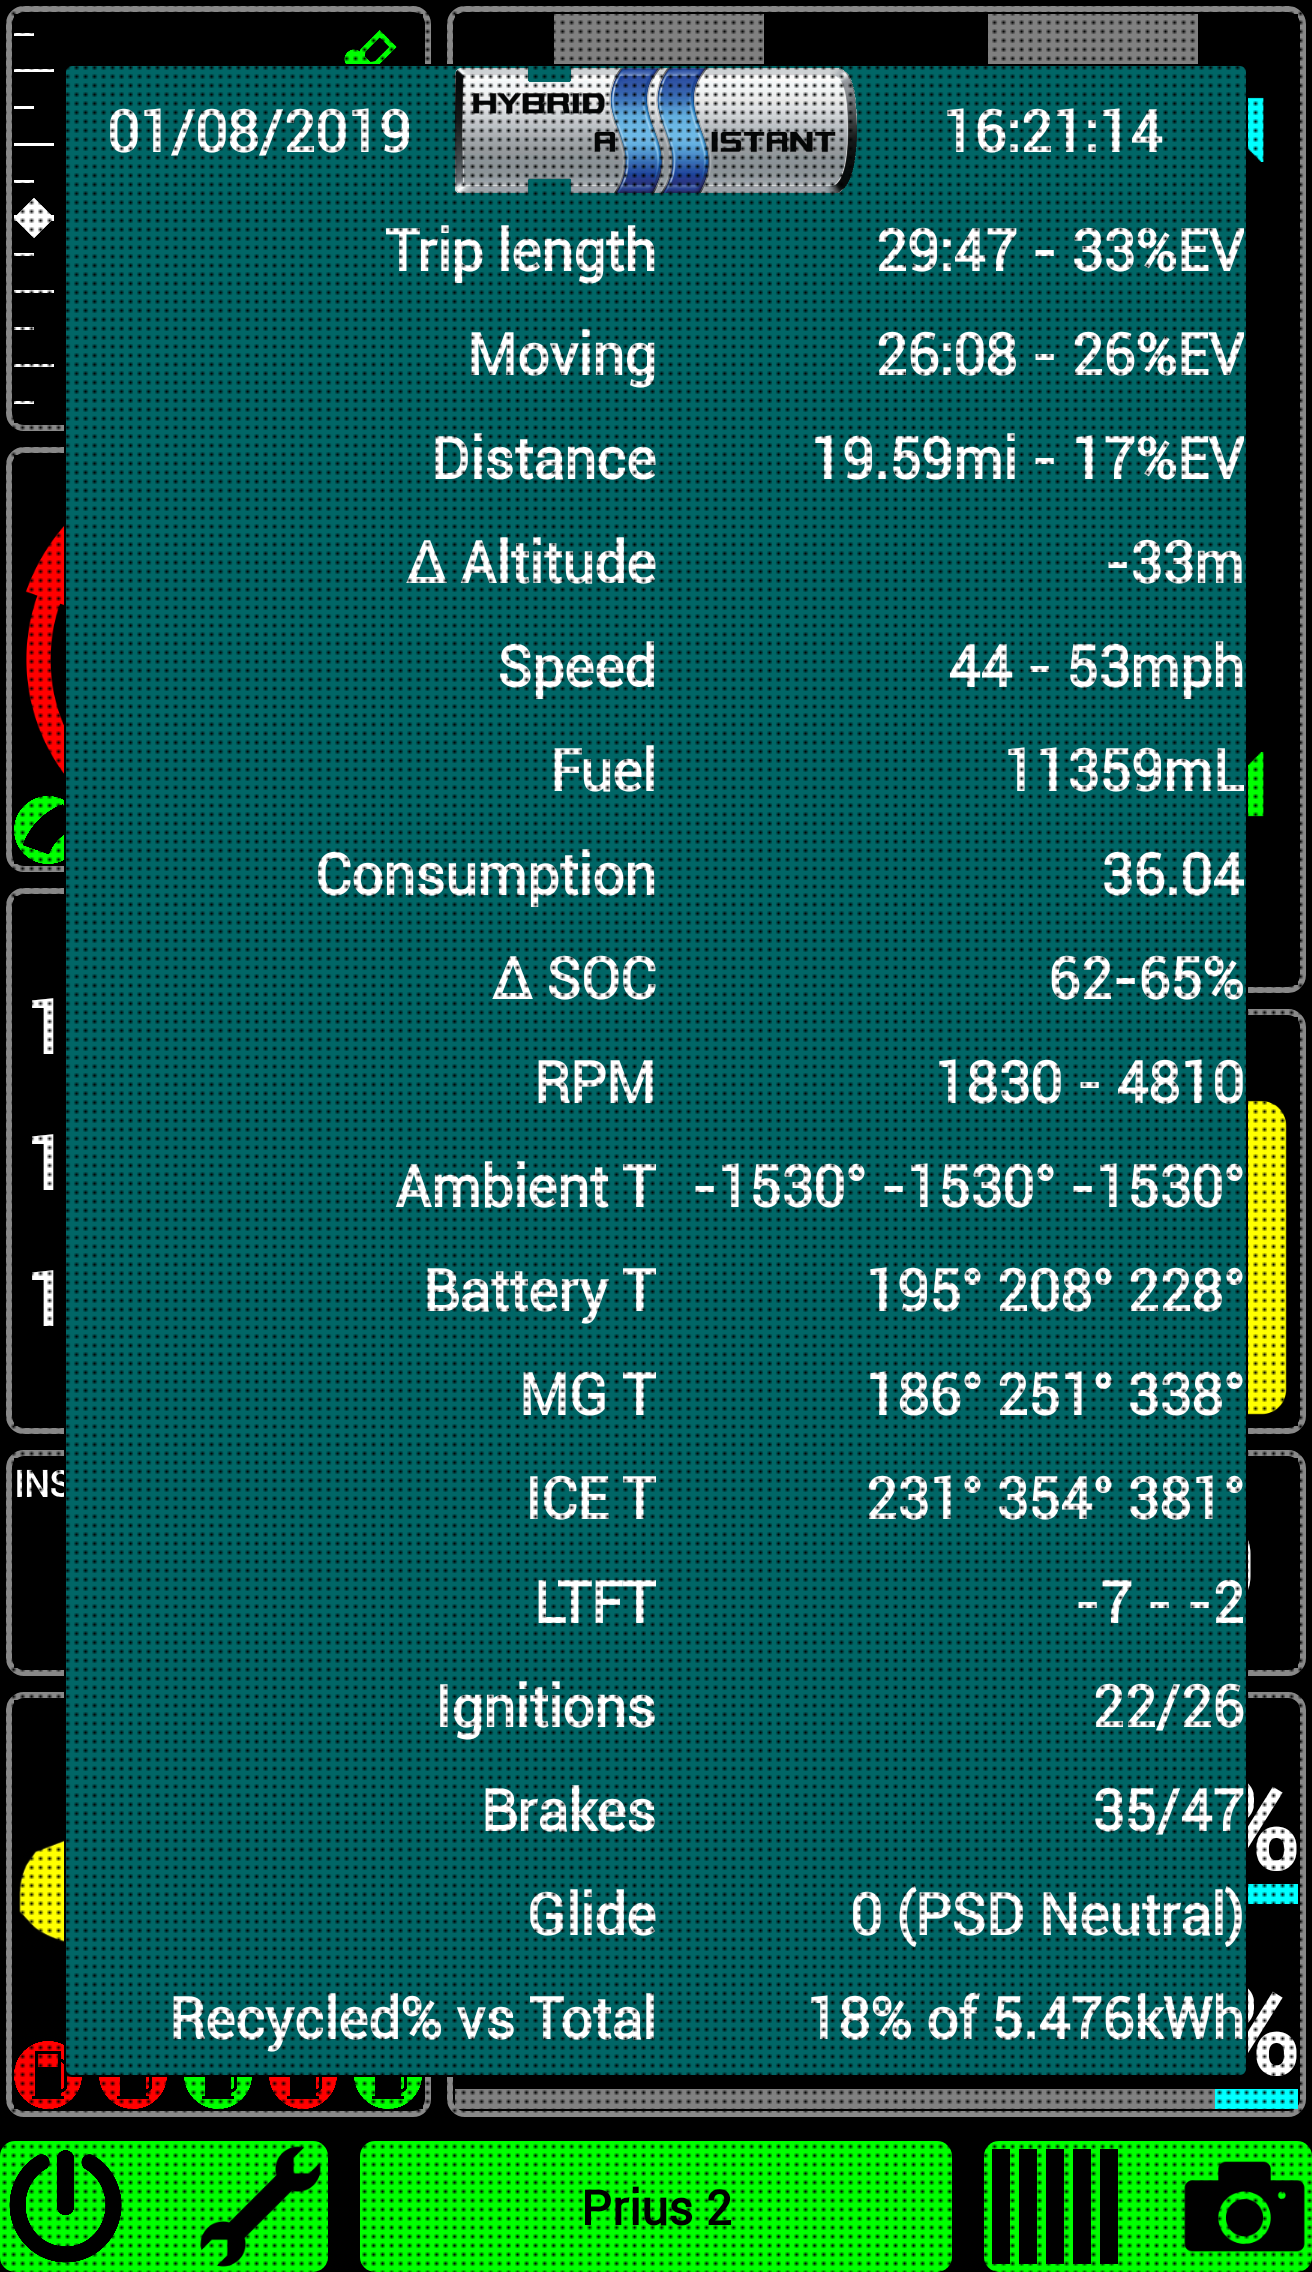 01/08/2019 HYBRID A ISTANT 16:21:14
Trip length 29:47 - 33%EV
Moving 26:08 - 26%EV
Distance 19.59mi - 17%EV
Δ Altitude -33m
Speed 44 - 53mph
Fuel 11359mL
Consumption 36.04
Δ SOC 62-65%
RPM 1830 - 4810
1
Ambient T -1530° -1530° -1530°
1
Battery T 195° 208° 228°
1
MG T 186° 251° 338°
INS
ICE T 231° 354° 381°
LTFT -7 - -2
Ignitions 22/26
Brakes 35/47
%
Glide 0 (PSD Neutral)
Recycled% vs Total 18% of 5.476kWh
%
Prius 2